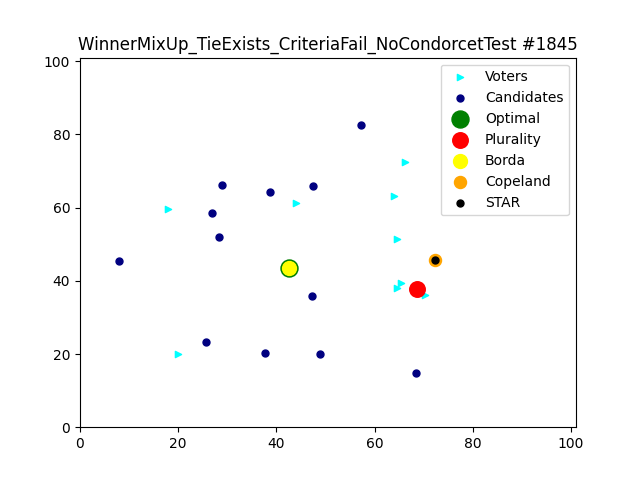 WinnerMixUp_TieExists_CriteriaFail_NoCondorcetTest #1845
100
80
60
40
20
0
0 20 40 60 80 100
Voters
Candidates
Optimal
Plurality
Borda
Copeland
STAR